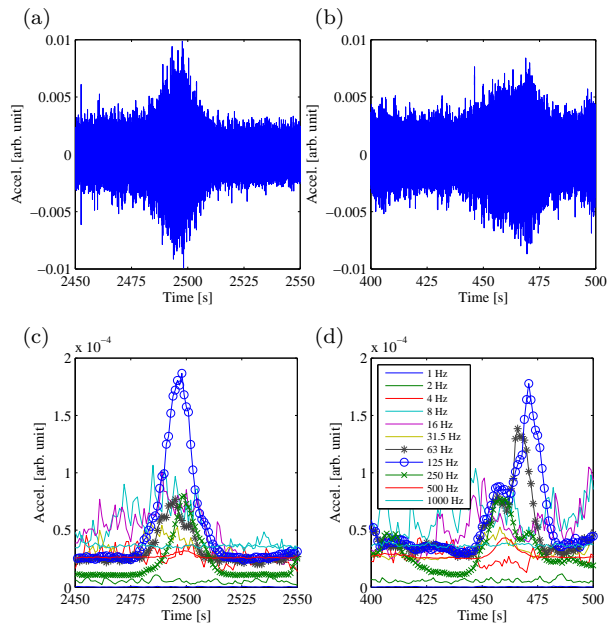 (a)
(b)
Accel. [arb. unit]
0.01
0.005
0
−0.005
−0.01
2450
2475
2500
2525
2550
Time [s]
Accel. [arb. unit]
0.01
0.005
0
−0.005
−0.01
400
425
450
475
500
Time [s]
(c)
(d)
x 10⁻⁴
Accel. [arb. unit]
2
1.5
1
0.5
0
2450
2475
2500
2525
2550
Time [s]
x 10⁻⁴
Accel. [arb. unit]
2
1.5
1
0.5
0
1 Hz
2 Hz
4 Hz
8 Hz
16 Hz
31.5 Hz
63 Hz
125 Hz
250 Hz
500 Hz
1000 Hz
400
425
450
475
500
Time [s]